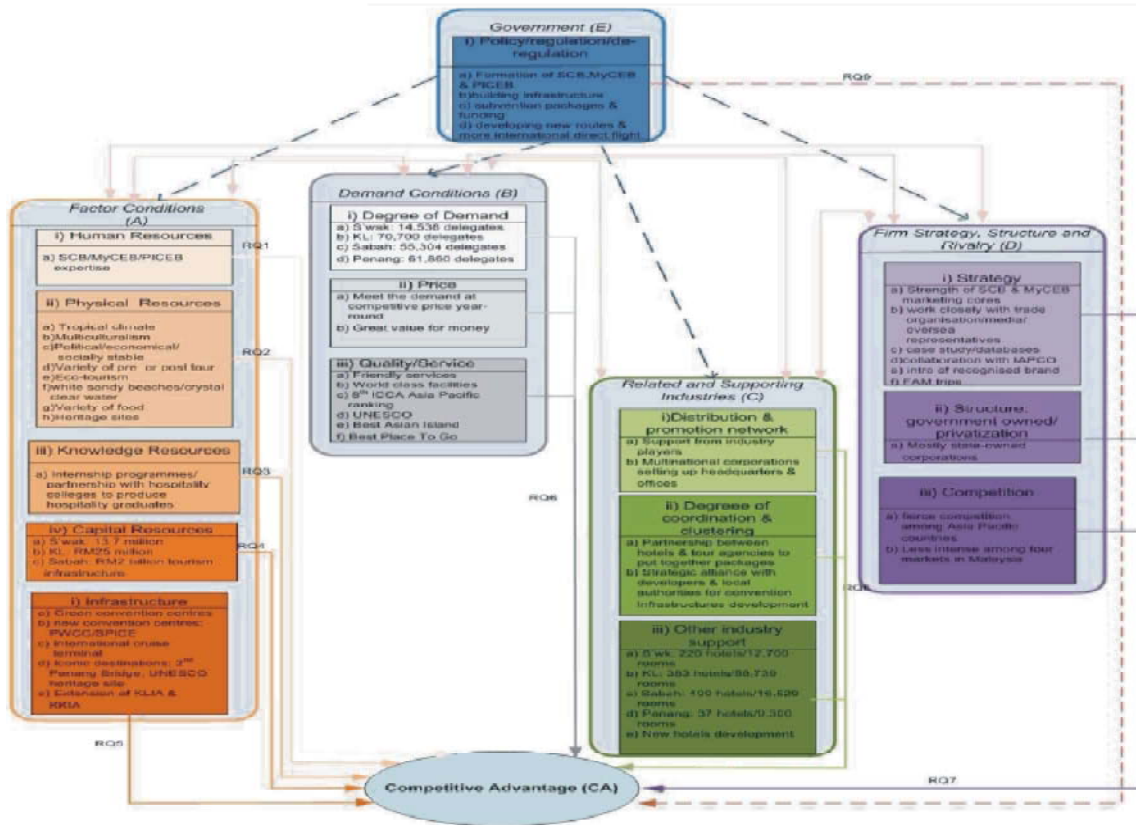 Government (E)
i) Policy/regulation/de-
regulation
a) Formation of SCB,MyCEB
& PICEB
b)building infrastructure
c) subvention packages &
funding
d) developing new routes &
more international direct flight
RQ9
Factor Conditions
(A)
i) Human Resources
a) SCB/MyCEB/PICEB
expertise
RQ1
ii) Physical Resources
a) Tropical climate
b)Multiculturalism
c)Political/economical/
socially stable
d)Variety of pre or post tour
e)Eco-tourism
f)white sandy beaches/crystal
clear water
g)Variety of food
h)Heritage sites
RQ2
iii) Knowledge Resources
a) Internship programmes/
partnership with hospitality
colleges to produce
hospitality graduates
RQ3
iv) Capital Resources
a) S'wak: 13.7 million
b) KL: RM25 million
c) Sabah: RM2 billion tourism
infrastructure
RQ4
i) Infrastructure
a) Green convention centres
b) new convention centres:
PWCC/SPICE
c) International cruise
terminal
d) Iconic destinations: 2ND
Penang Bridge, UNESCO
heritage site
e) Extension of KLIA &
KKIA
RQ5
Demand Conditions (B)
i) Degree of Demand
a) S'wak: 14,538 delegates
b) KL: 70,700 delegates
c) Sabah: 55,304 delegates
d) Penang: 61,860 delegates
ii) Price
a) Meet the demand at
competitive price year-
round
b) Great value for money
iii) Quality/Service
a) Friendly services
b) World class facilities
c) 8th ICCA Asia Pacific
ranking
d) UNESCO
e) Best Asian Island
f) Best Place To Go
RQ6
Related and Supporting
Industries (C)
i)Distribution &
promotion network
a) Support from industry
players
b) Multinational corporations
setting up headquarters &
offices
ii) Degreee of
coordination &
clustering
a) Partnership between
hotels & tour agencies to
put together packages
b) Strategic alliance with
developers & local
authorities for convention
Infrastructures development
iii) Other industry
support
a) S'wk: 220 hotels/12,700
rooms
b) KL:
rooms
c) Sabah:
rooms
d) Penang: 37
rooms
e) New hotels development
Firm Strategy, Structure and
Rivalry (D)
i) Strategy
a) Strength of SCB & MyCEB
marketing cores
b) work closely with trade
organisation/media/
oversea
representatives
c) case study/databases
d)collaboration with IAPCO
e) intro of recognised brand
f) FAM trips
ii) Structure:
government owned/
privatization
a) Mostly state-owned
corporations
iii) Competition
a) fierce competition
among Asia Pacific
countries
b) Less intense among four
markets in Malaysia
RQ7
Competitive Advantage (CA)